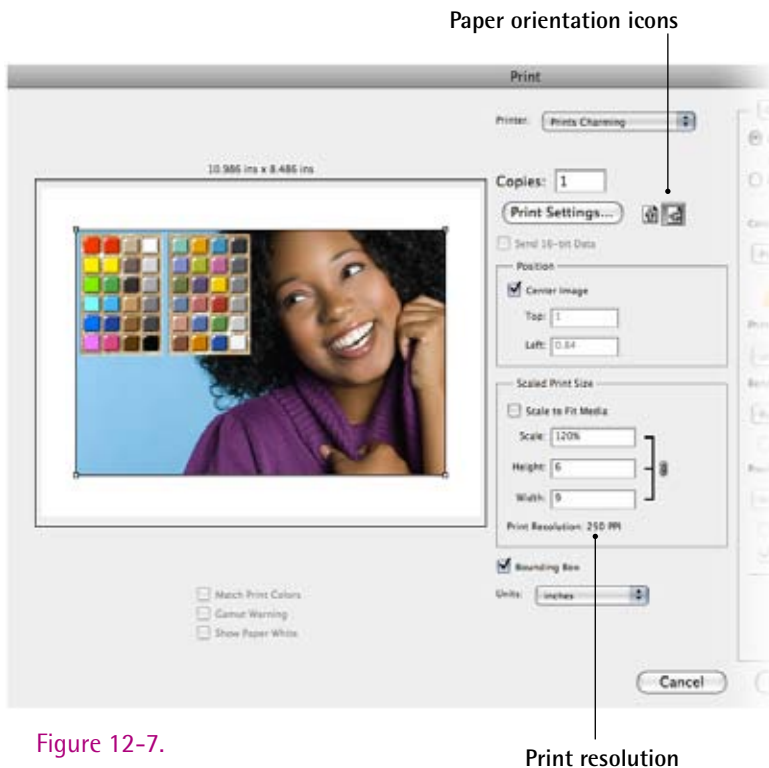 Paper orientation icons
Print
Printer: Prints Charming
10.986 ins x 8.486 ins
Copies: 1
Print Settings...
Send 16-bit Data
Position
Center Image
Top: 1
Left: 0.84
Scaled Print Size
Scale to Fit Media
Scale: 120%
Height: 6
Width: 9
Print Resolution: 250 PPI
Bounding Box
Units: inches
Match Print Colors
Gamut Warning
Show Paper White
Cancel
Figure 12-7.
Print resolution